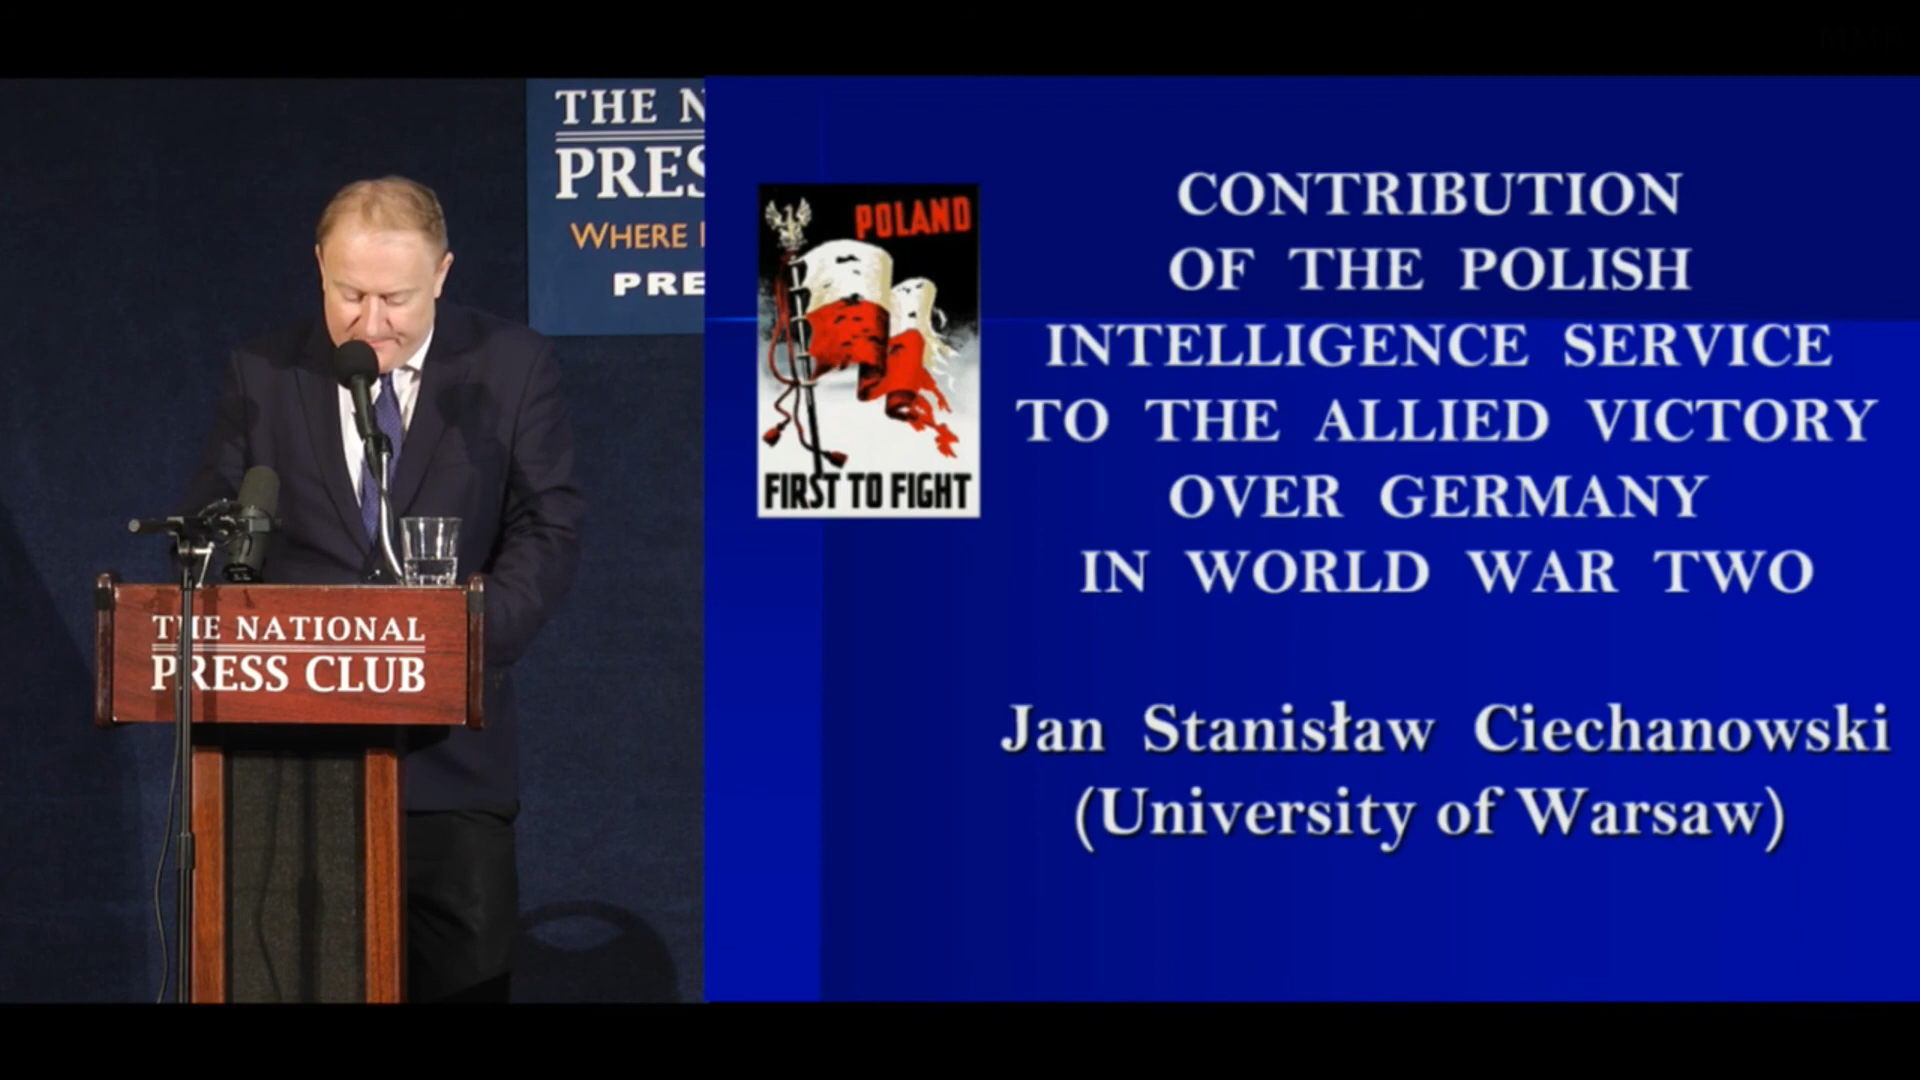 THE N
PRES
WHERE
PRE
THE NATIONAL
PRESS CLUB
POLAND
FIRST TO FIGHT
CONTRIBUTION
OF THE POLISH
INTELLIGENCE SERVICE
TO THE ALLIED VICTORY
OVER GERMANY
IN WORLD WAR TWO
Jan Stanisław Ciechanowski
(University of Warsaw)